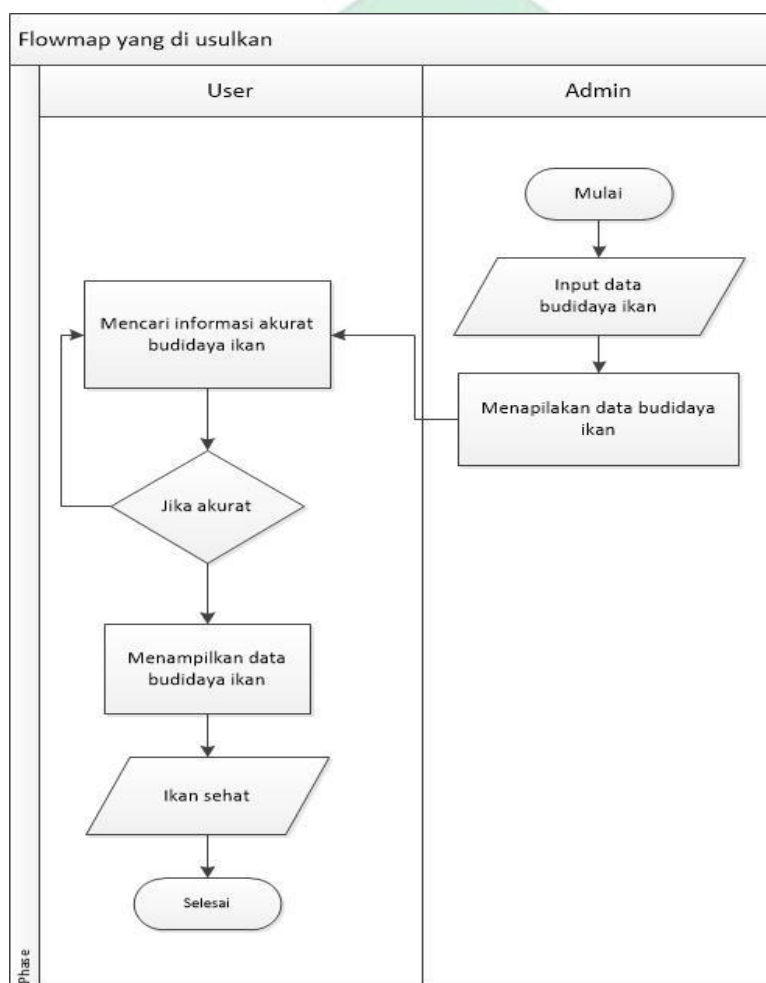 Flowmap yang di usulkan
User
Admin
Mulai
Input data
budidaya ikan
Menapilakan data budidaya
ikan
Mencari informasi akurat
budidaya ikan
Jika akurat
Menampilkan data
budidaya ikan
Ikan sehat
Selesai
Phase